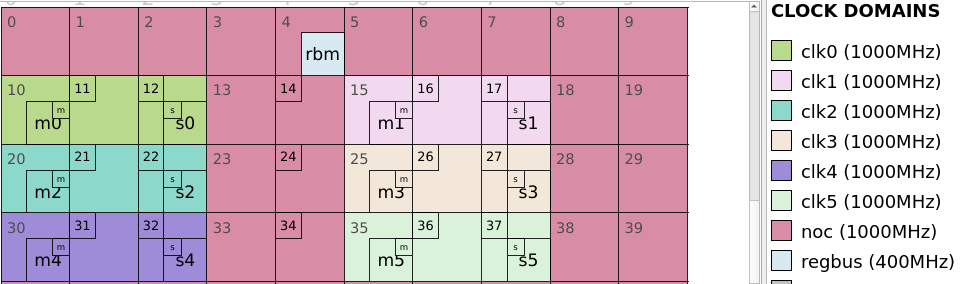 0 1 2 3 4 5 6 7 8 9
rbm
10 11 12 13 14 15 16 17 18 19
m m0 s s0 m m1 s s1
20 21 22 23 24 25 26 27 28 29
m m2 s s2 m m3 s s3
30 31 32 33 34 35 36 37 38 39
m m4 s s4 m m5 s s5
CLOCK DOMAINS
clk0 (1000MHz)
clk1 (1000MHz)
clk2 (1000MHz)
clk3 (1000MHz)
clk4 (1000MHz)
clk5 (1000MHz)
noc (1000MHz)
regbus (400MHz)